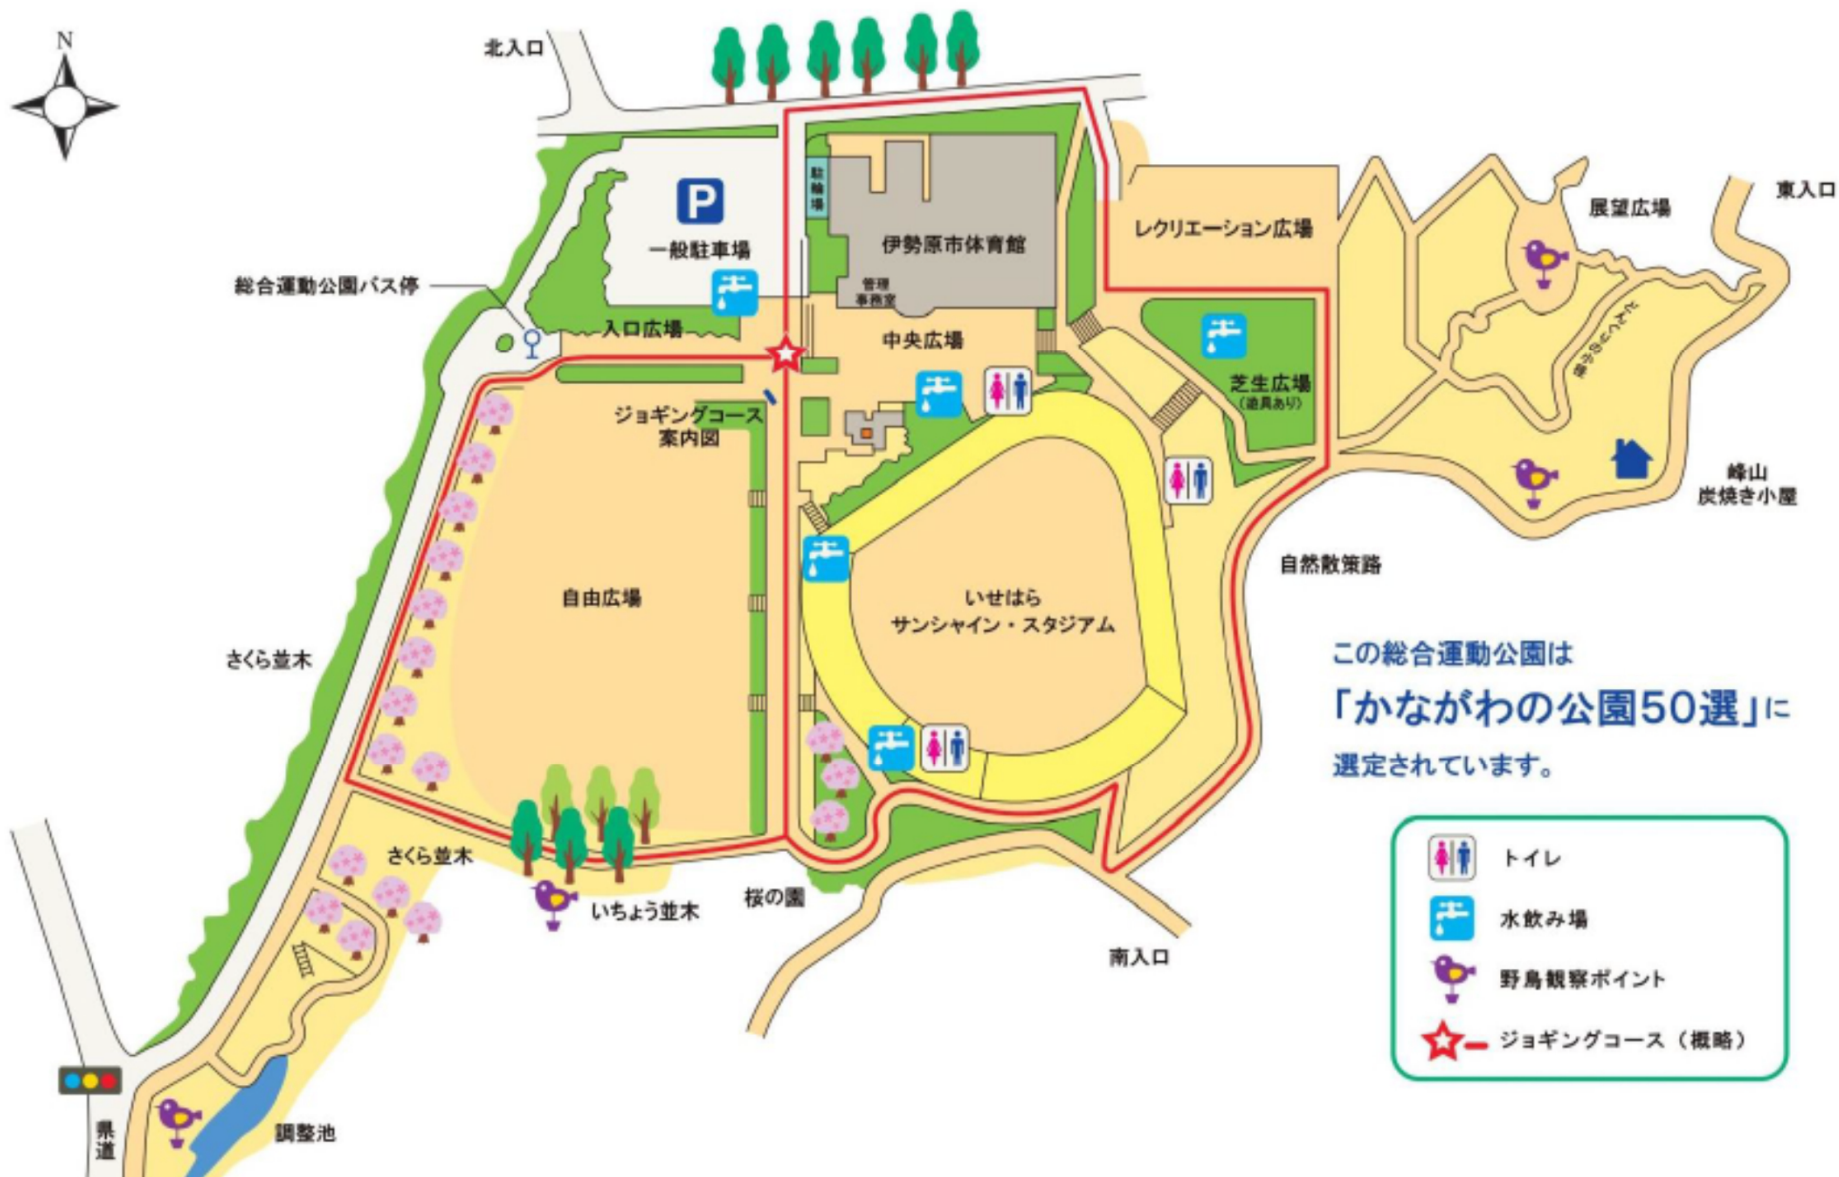 N
北入口
P
一般駐車場
駐輪場
伊勢原市体育館
管理
事務室
レクリエーション広場
展望広場
東入口
総合運動公園バス停
入口広場
中央広場
どんぐりの小径
芝生広場
（遊具あり）
ジョギングコース
案内図
峰山
炭焼き小屋
自然散策路
自由広場
いせはら
サンシャイン・スタジアム
さくら並木
この総合運動公園は
「かながわの公園50選」に
選定されています。
さくら並木
いちょう並木
桜の園
南入口
県道
調整池
トイレ
水飲み場
野鳥観察ポイント
ジョギングコース（概略）